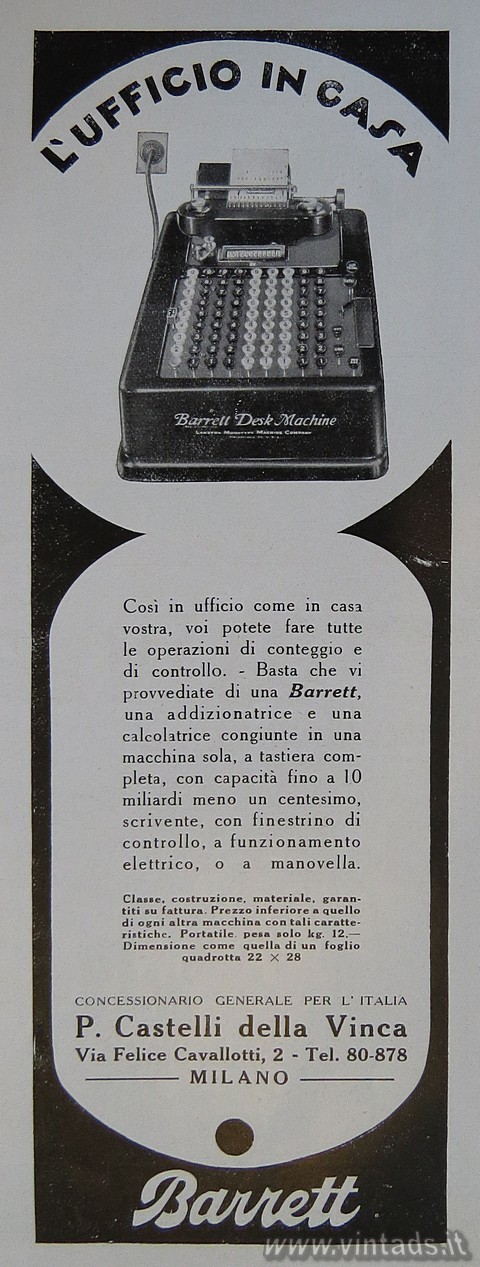 L'UFFICIO IN CASA
Barrett Desk Machine
LANSTON MONOTYPE MACHINE COMPANY
Così in ufficio come in casa
vostra, voi potete fare tutte
le operazioni di conteggio e
di controllo. - Basta che vi
provvediate di una Barrett,
una addizionatrice e una
calcolatrice congiunte in una
macchina sola, a tastiera com-
pleta, con capacità fino a 10
miliardi meno un centesimo,
scrivente, con finestrino di
controllo, a funzionamento
elettrico, o a manovella.
Classe, costruzione, materiale, garan-
titi su fattura. Prezzo inferiore a quello
di ogni altra macchina con tali caratte-
ristiche. Portatile, pesa solo kg. 12.—
Dimensione come quella di un foglio
quadrotta 22 × 28
CONCESSIONARIO GENERALE PER L'ITALIA
P. Castelli della Vinca
Via Felice Cavallotti, 2 - Tel. 80-878
MILANO
Barrett
www.vintads.it